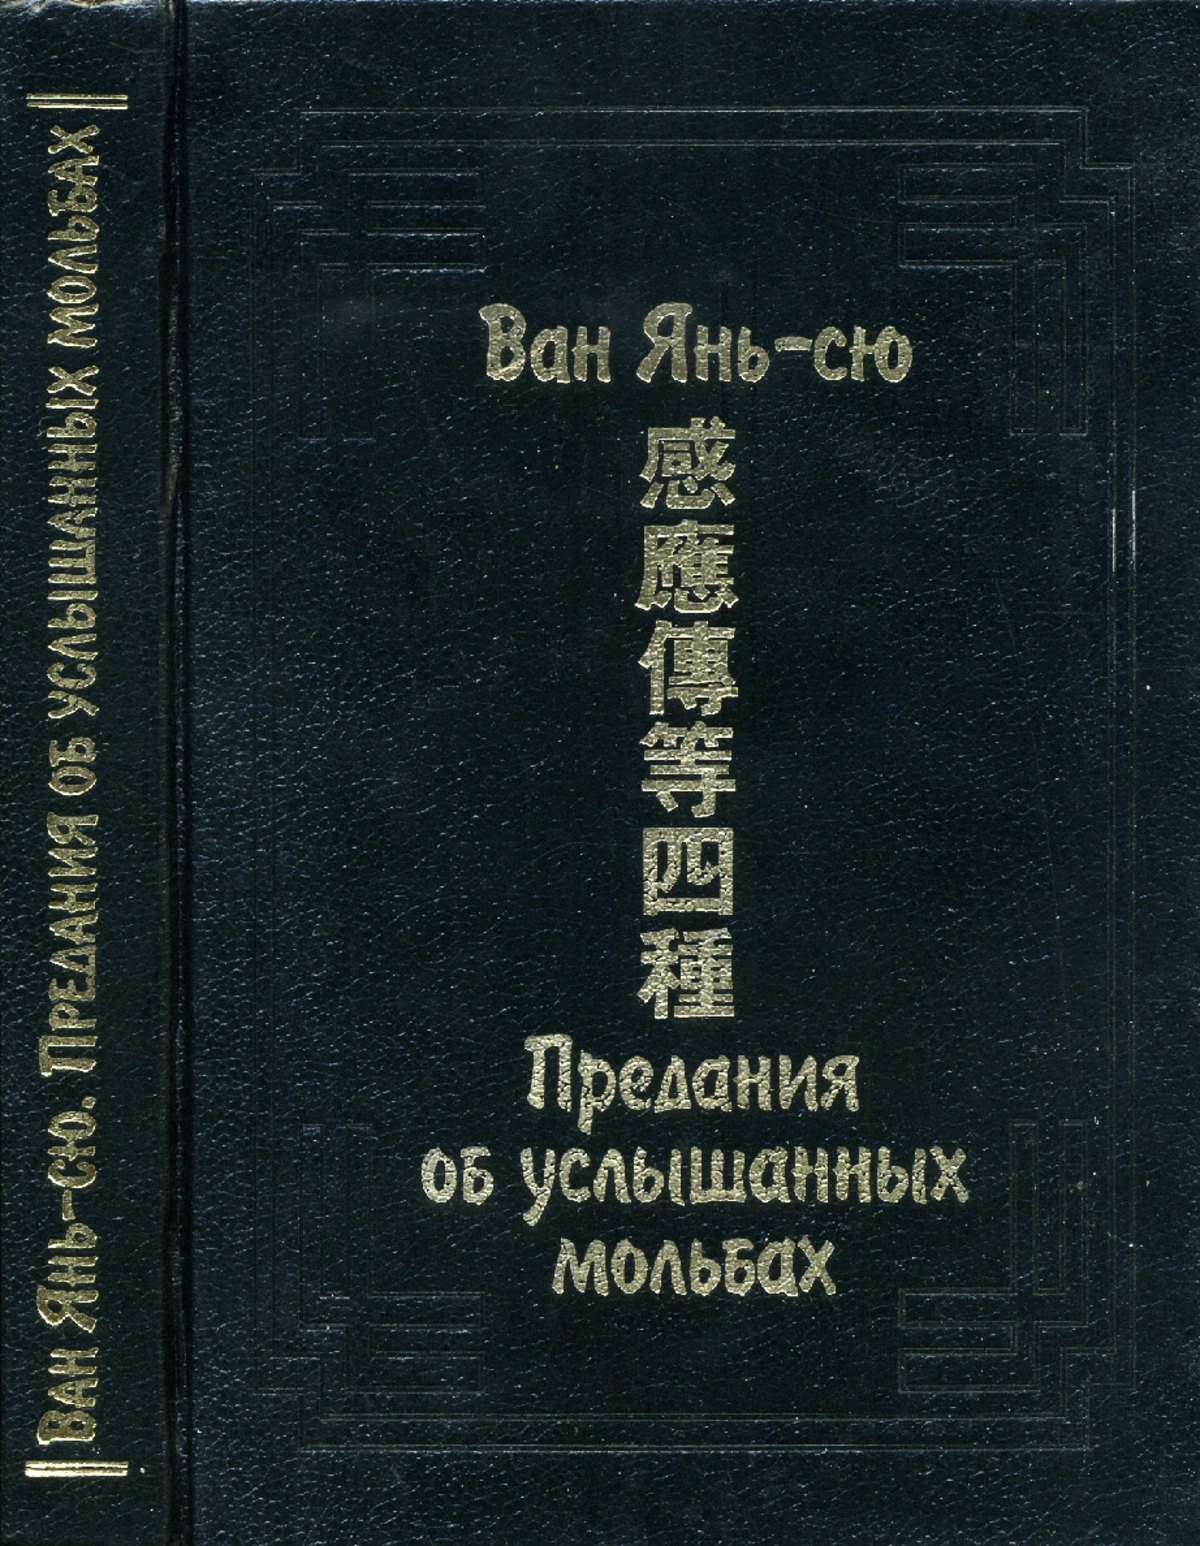 Ван Янь-сю. Предания об услышанных мольбах
Ван Янь-сю
感應傳等四種
Предания
об услышанных
мольбах